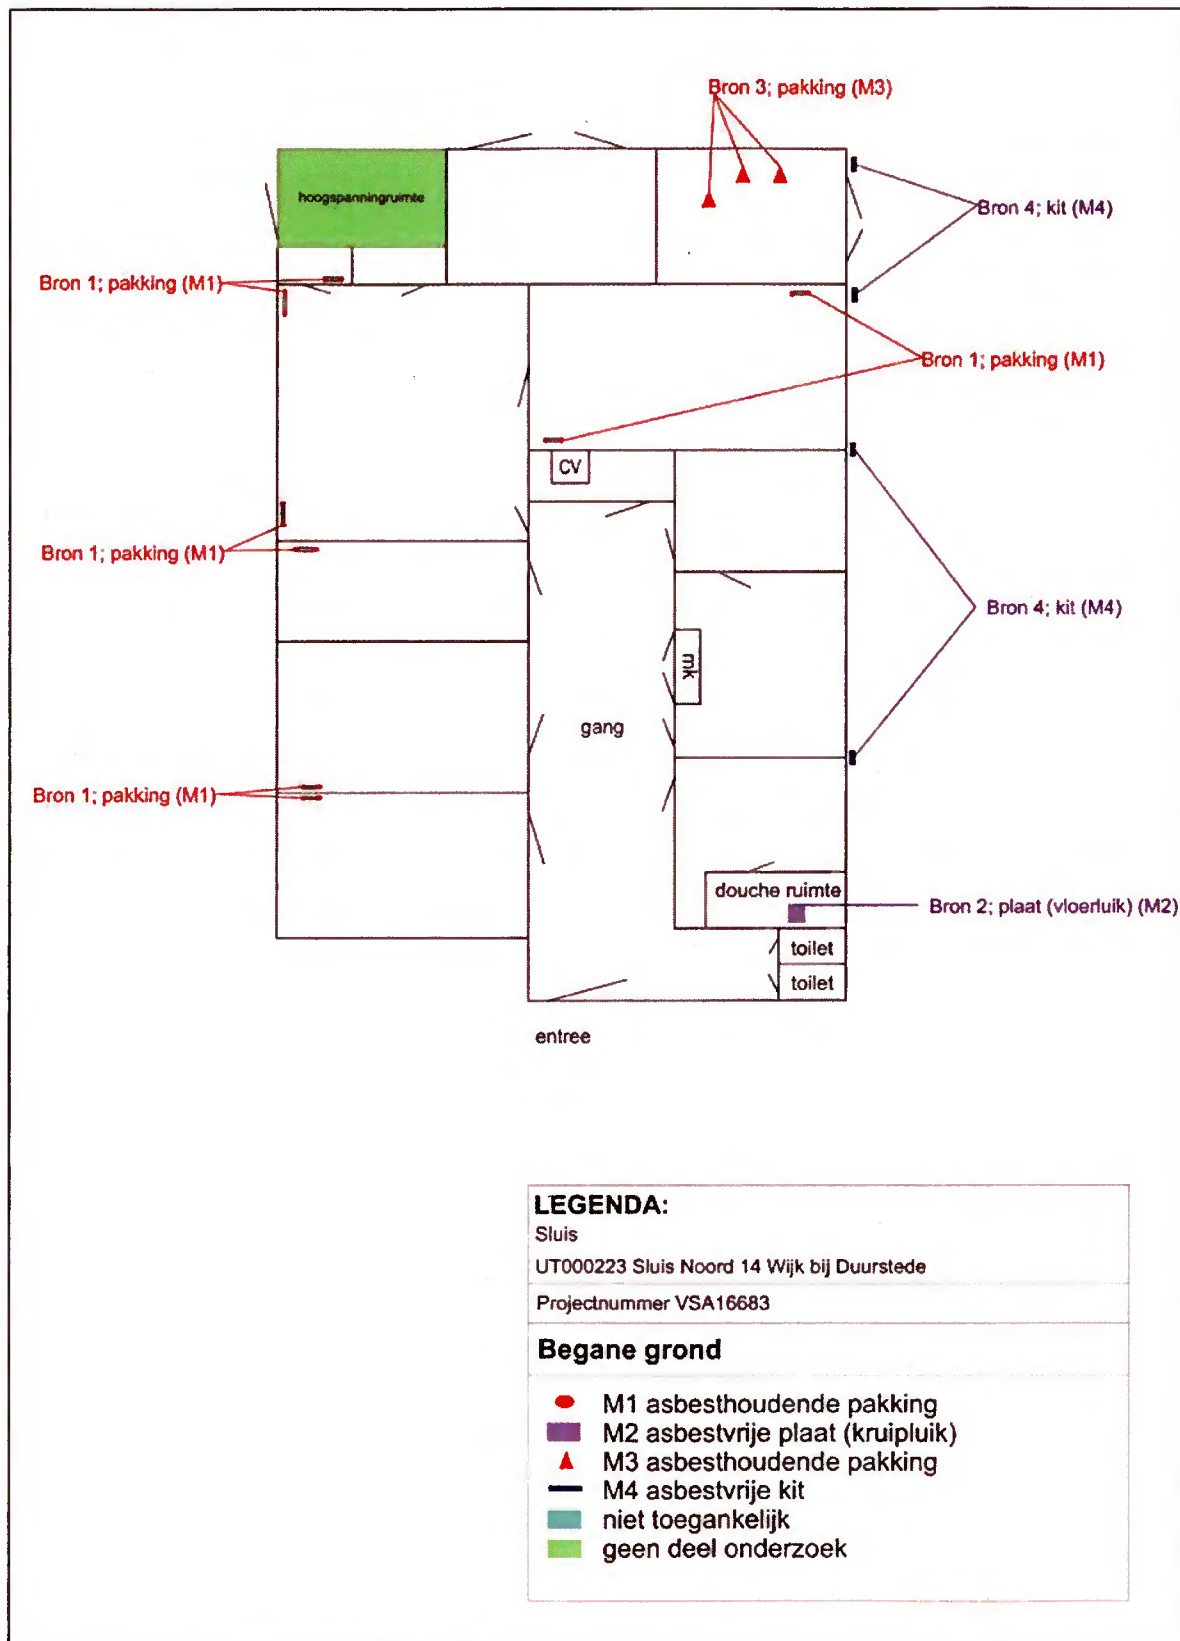 Bron 3; pakking (M3)
hoogspanningruimte
Bron 4; kit (M4)
Bron 1; pakking (M1)
Bron 1; pakking (M1)
CV
Bron 1; pakking (M1)
Bron 4; kit (M4)
mk
gang
Bron 1; pakking (M1)
douche ruimte
Bron 2; plaat (vloerluik) (M2)
toilet
toilet
entree
LEGENDA:
Sluis
UT000223 Sluis Noord 14 Wijk bij Duurstede
Projectnummer VSA16683
Begane grond
M1 asbesthoudende pakking
M2 asbestvrije plaat (kruipluik)
M3 asbesthoudende pakking
M4 asbestvrije kit
niet toegankelijk
geen deel onderzoek